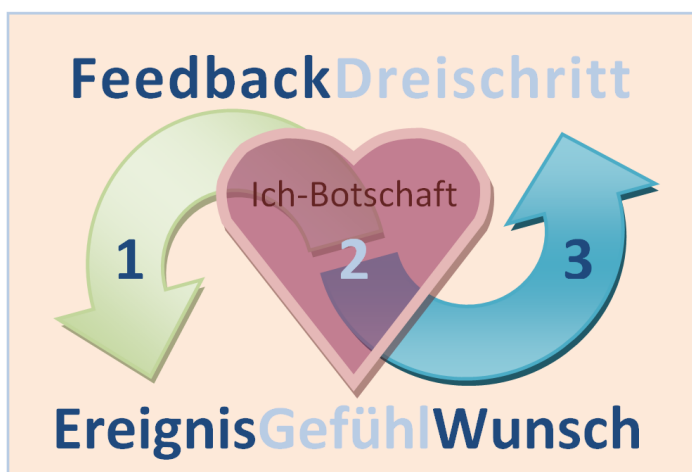 FeedbackDreischritt
Ich-Botschaft
1 2 3
EreignisGefühlWunsch